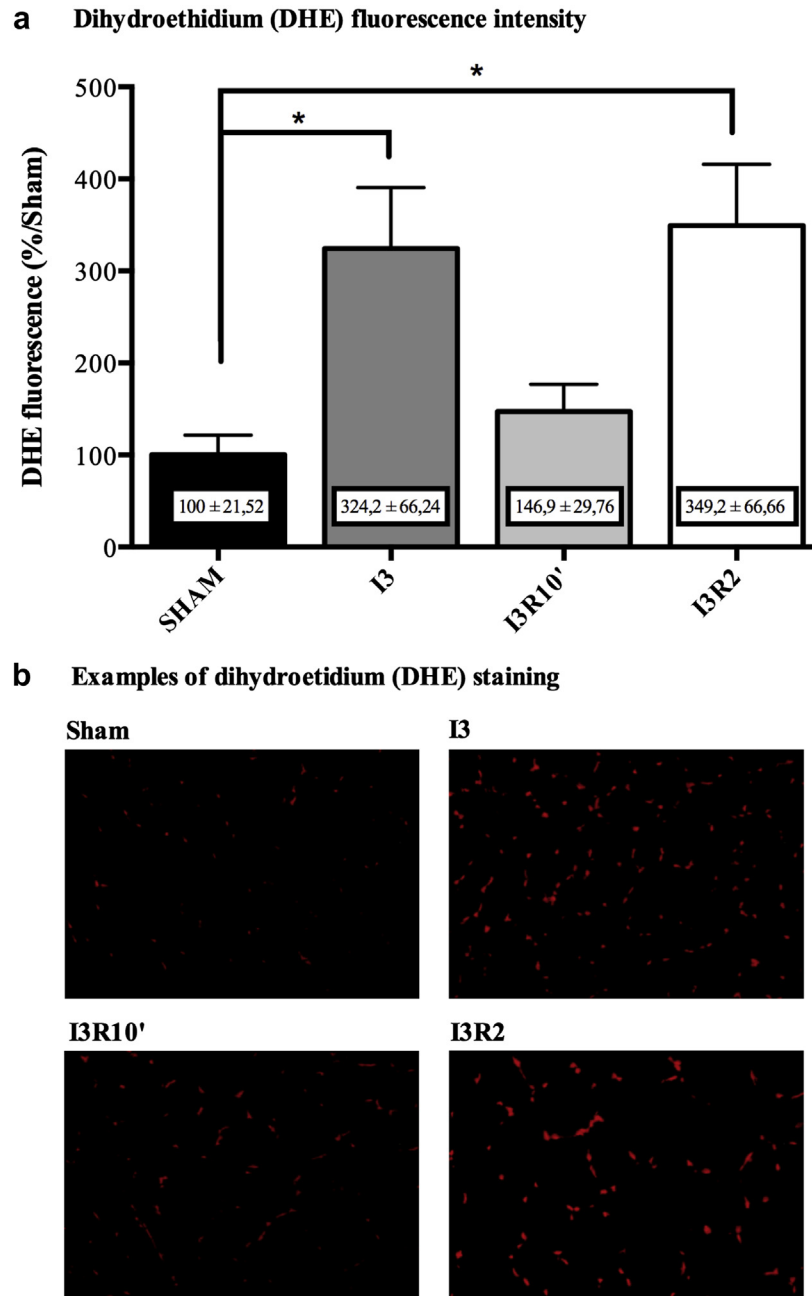 a Dihydroethidium (DHE) fluorescence intensity
DHE fluorescence (%/Sham)
500
400
300
200
100
0
*
*
100 ± 21,52
324,2 ± 66,24
146,9 ± 29,76
349,2 ± 66,66
SHAM
I3
I3R10'
I3R2
b Examples of dihydroetidium (DHE) staining
Sham
I3
I3R10'
I3R2